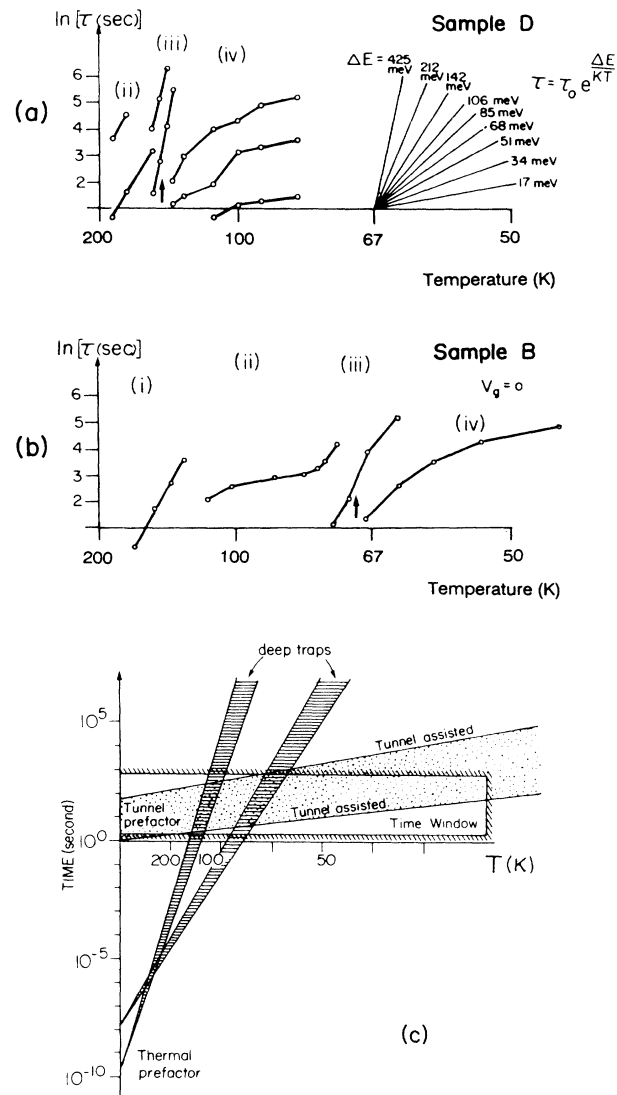 ln [τ (sec)]
Sample D
(iii)
(iv)
(ii)
ΔE = 425 meV
212 meV
142 meV
106 meV
85 meV
68 meV
51 meV
34 meV
17 meV
τ = τ₀ e^(ΔE/KT)
(a)
6
5
4
3
2
200
100
67
50
Temperature (K)
ln [τ (sec)]
Sample B
(i)
(ii)
(iii)
V_g = 0
(iv)
(b)
6
5
4
3
2
200
100
67
50
Temperature (K)
deep traps
10^5
Tunnel assisted
Tunnel prefactor
Tunnel assisted
Time Window
TIME (second)
10^0
200
100
50
T (K)
10^-5
(c)
Thermal prefactor
10^-10